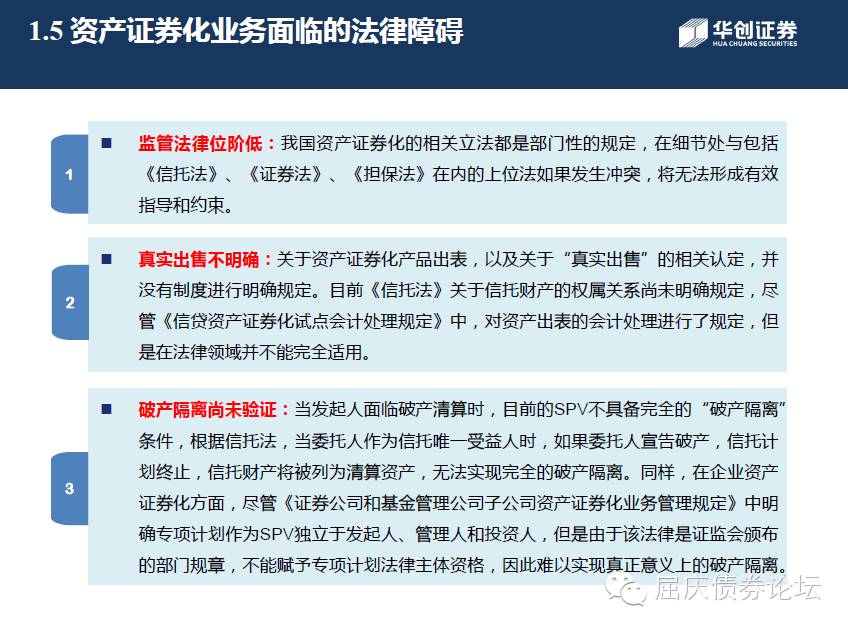 1.5 资产证券化业务面临的法律障碍
华创证券
HUA CHUANG SECURITIES
1
■ 监管法律位阶低：我国资产证券化的相关立法都是部门性的规定，在细节处与包括
《信托法》、《证券法》、《担保法》在内的上位法如果发生冲突，将无法形成有效
指导和约束。
2
■ 真实出售不明确：关于资产证券化产品出表，以及关于“真实出售”的相关认定，并
没有制度进行明确规定。目前《信托法》关于信托财产的权属关系尚未明确规定，尽
管《信贷资产证券化试点会计处理规定》中，对资产出表的会计处理进行了规定，但
是在法律领域并不能完全适用。
3
■ 破产隔离尚未验证：当发起人面临破产清算时，目前的SPV不具备完全的“破产隔离”
条件，根据信托法，当委托人作为信托唯一受益人时，如果委托人宣告破产，信托计
划终止，信托财产将被列为清算资产，无法实现完全的破产隔离。同样，在企业资产
证券化方面，尽管《证券公司和基金管理公司子公司资产证券化业务管理规定》中明
确专项计划作为SPV独立于发起人、管理人和投资人，但是由于该法律是证监会颁布
的部门规章，不能赋予专项计划法律主体资格，因此难以实现真正意义上的破产隔离。
屈庆债券论坛